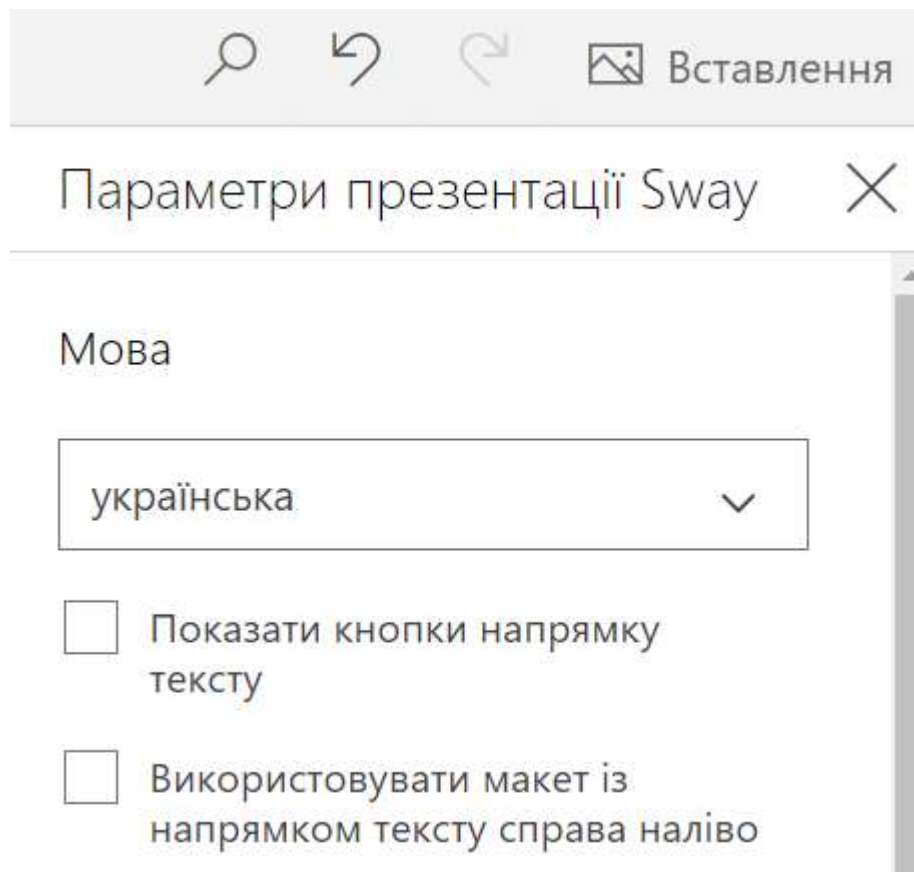 Вставлення
Параметри презентації Sway
Мова
українська
Показати кнопки напрямку
тексту
Використовувати макет із
напрямком тексту справа наліво